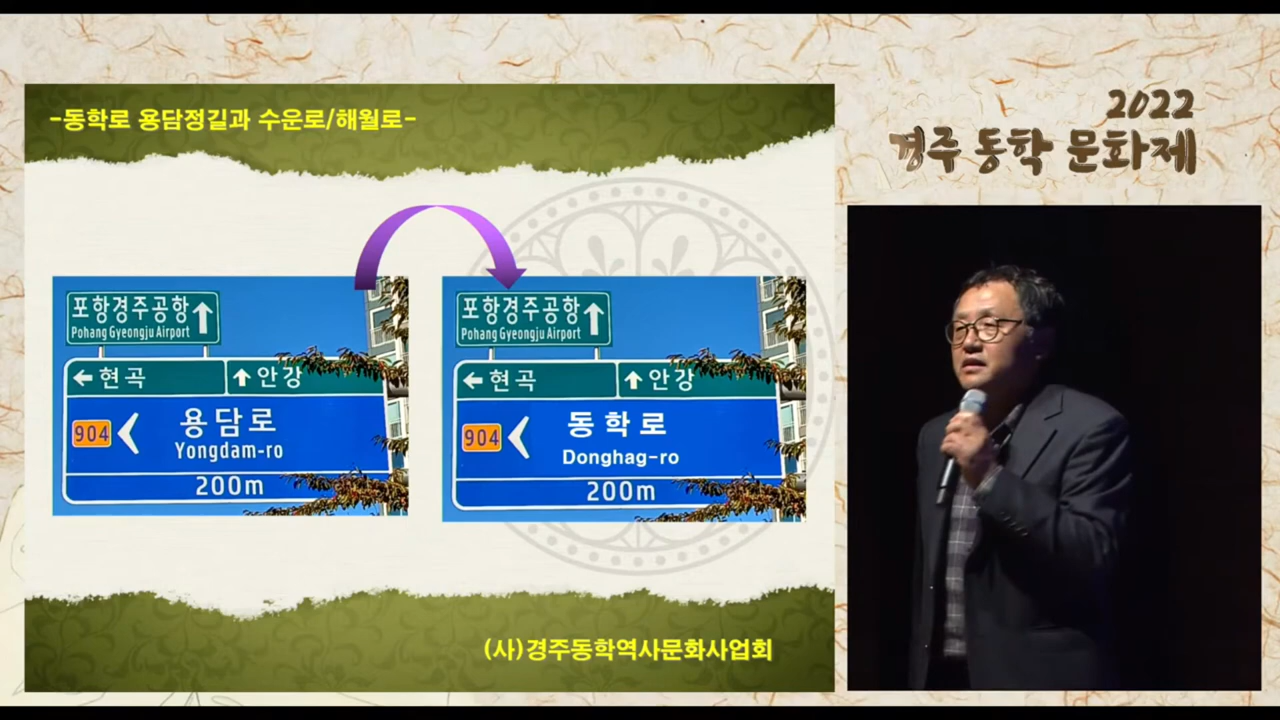 -동학로 용담정길과 수운로/해월로-
2022
경주 동학 문화제
포항경주공항
Pohang Gyeongju Airport
현곡
안강
904
용담로
Yongdam-ro
200m
포항경주공항
Pohang Gyeongju Airport
현곡
안강
904
동학로
Donghag-ro
200m
(사)경주동학역사문화사업회